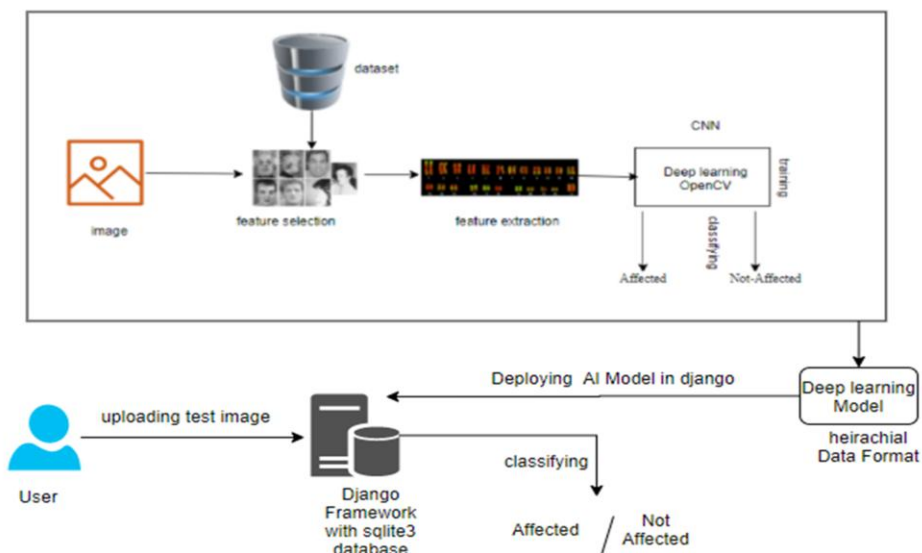 dataset
CNN
Deep learning
OpenCV
training
image
feature selection
feature extraction
classifying
Affected
Not-Affected
Deploying AI Model in django
Deep learning
Model
heirachial
Data Format
uploading test image
User
classifying
Django
Framework
with sqlite3
database
Affected / Not
Affected